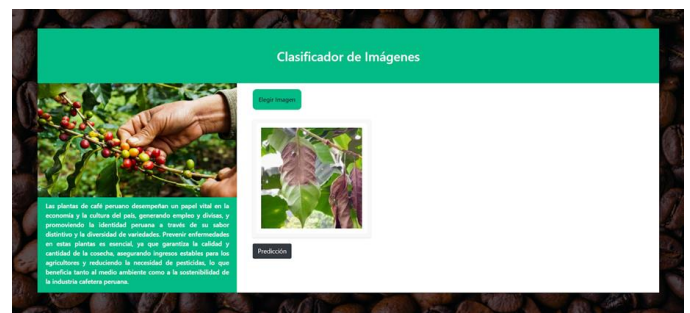 Clasificador de Imágenes
Elegir Imagen
Las plantas de café peruano desempeñan un papel vital en la
economía y la cultura del país, generando empleo y divisas, y
promoviendo la identidad peruana a través de su sabor
distintivo y la diversidad de variedades. Prevenir enfermedades
en estas plantas es esencial, ya que garantiza la calidad y
cantidad de la cosecha, asegurando ingresos estables para los
agricultores y reduciendo la necesidad de pesticidas, lo que
beneficia tanto al medio ambiente como a la sostenibilidad de
la industria cafetera peruana.
Predicción